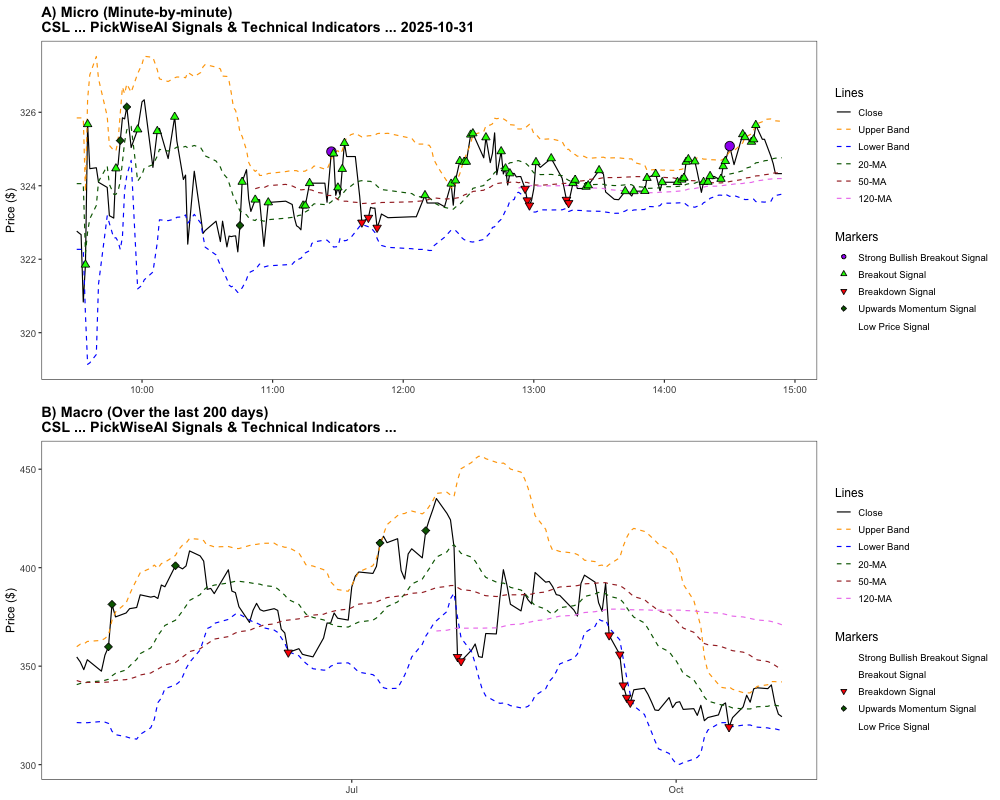 A) Micro (Minute-by-minute)
CSL ... PickWiseAI Signals & Technical Indicators ... 2025-10-31
Price ($)
326
324
322
320
10:00
11:00
12:00
13:00
14:00
15:00
Lines
Close
Upper Band
Lower Band
20-MA
50-MA
120-MA
Markers
Strong Bullish Breakout Signal
Breakout Signal
Breakdown Signal
Upwards Momentum Signal
Low Price Signal
B) Macro (Over the last 200 days)
CSL ... PickWiseAI Signals & Technical Indicators ...
Price ($)
450
400
350
300
Jul
Oct
Lines
Close
Upper Band
Lower Band
20-MA
50-MA
120-MA
Markers
Strong Bullish Breakout Signal
Breakout Signal
Breakdown Signal
Upwards Momentum Signal
Low Price Signal